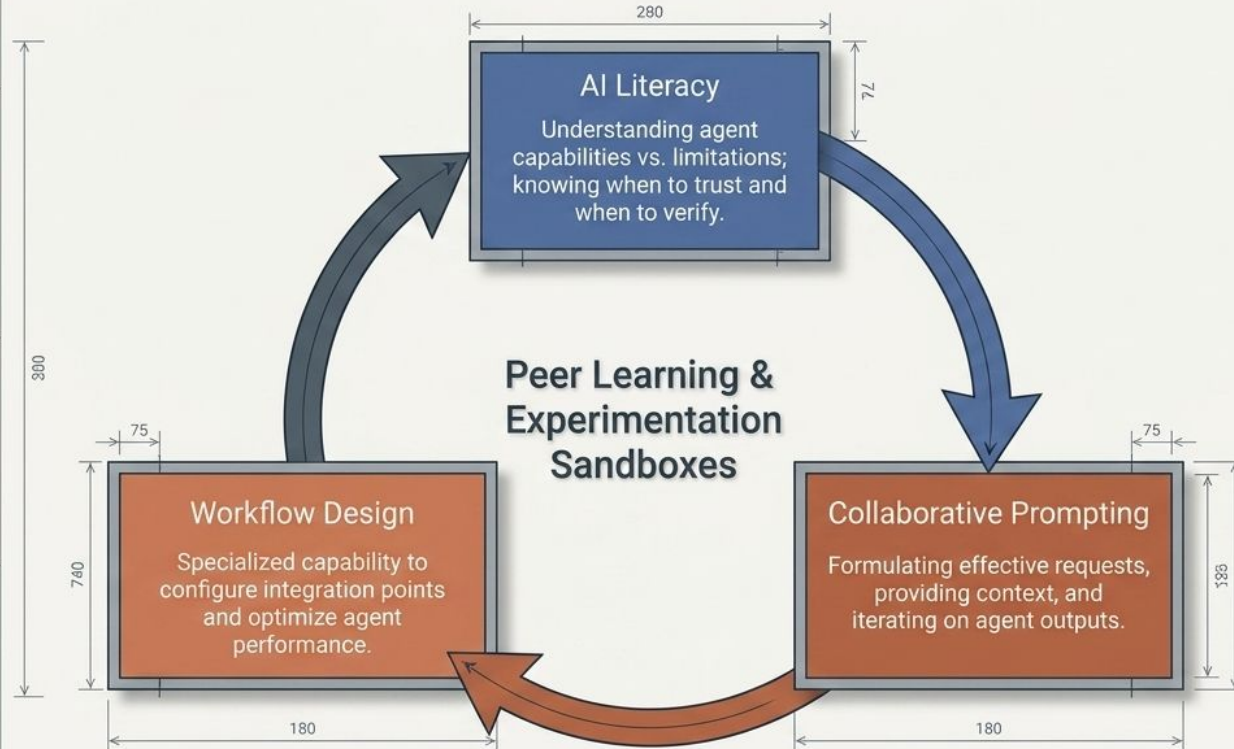 280
AI Literacy
Understanding agent
capabilities vs. limitations;
knowing when to trust and
when to verify.
Peer Learning &
Experimentation
Sandboxes
75
75
Workflow Design
Specialized capability to
configure integration points
and optimize agent
performance.
Collaborative Prompting
Formulating effective requests,
providing context, and
iterating on agent outputs.
180
180